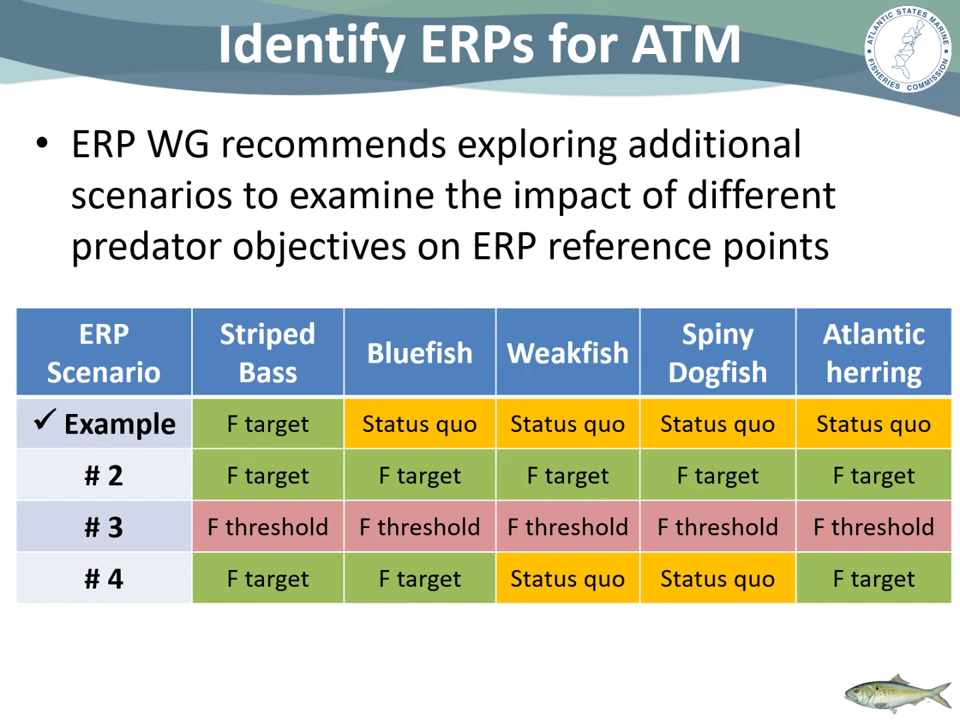 Identify ERPs for ATM
ATLANTIC STATES MARINE
FISHERIES COMMISSION
• ERP WG recommends exploring additional
scenarios to examine the impact of different
predator objectives on ERP reference points
ERP Scenario | Striped Bass | Bluefish | Weakfish | Spiny Dogfish | Atlantic herring
✓ Example | F target | Status quo | Status quo | Status quo | Status quo
# 2 | F target | F target | F target | F target | F target
# 3 | F threshold | F threshold | F threshold | F threshold | F threshold
# 4 | F target | F target | Status quo | Status quo | F target